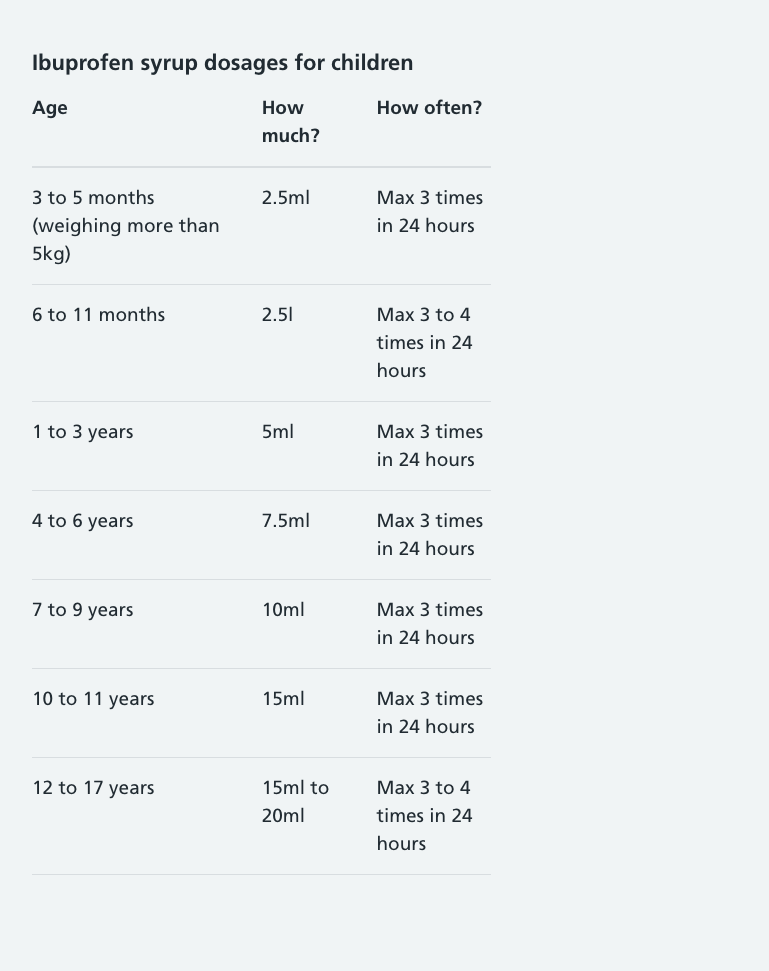 Ibuprofen syrup dosages for children
Age How How often?
much?
3 to 5 months 2.5ml Max 3 times
(weighing more than in 24 hours
5kg)
6 to 11 months 2.5l Max 3 to 4
times in 24
hours
1 to 3 years 5ml Max 3 times
in 24 hours
4 to 6 years 7.5ml Max 3 times
in 24 hours
7 to 9 years 10ml Max 3 times
in 24 hours
10 to 11 years 15ml Max 3 times
in 24 hours
12 to 17 years 15ml to Max 3 to 4
20ml times in 24
hours